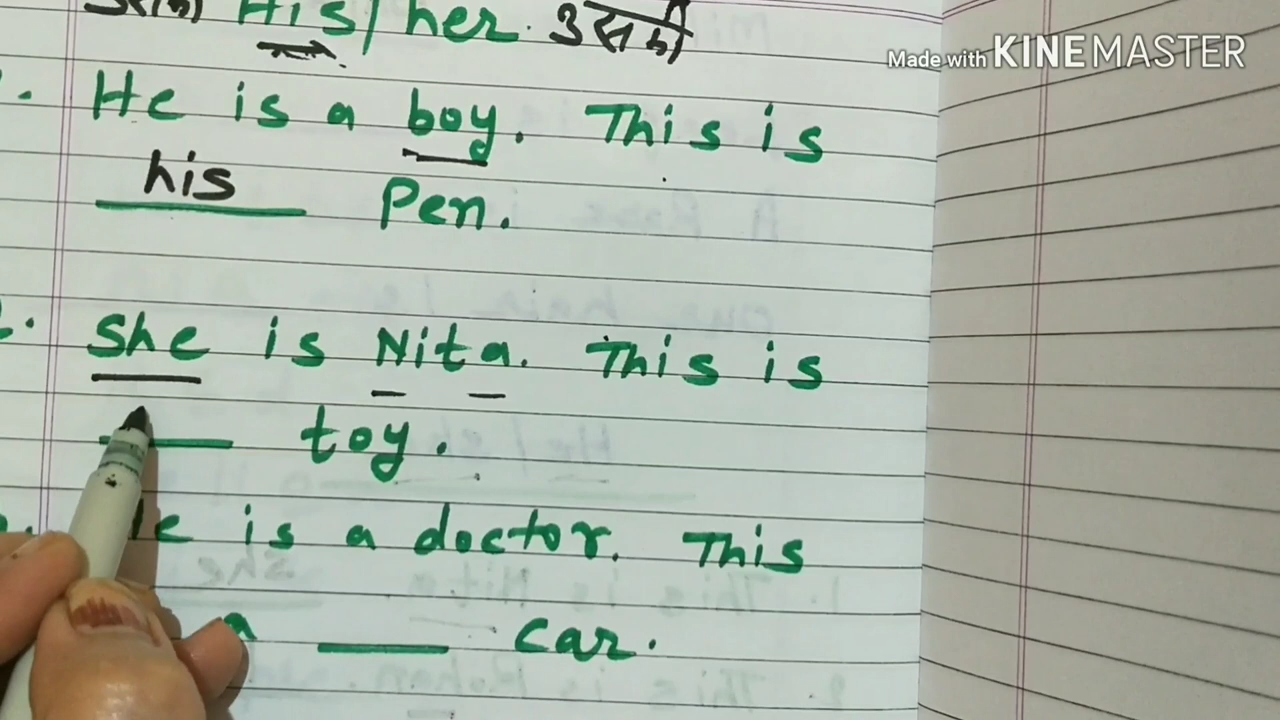 His/her. उसकी
Made with KINEMASTER
. He is a boy. This is
his Pen.
. She is Nita. This is
toy.
is a doctor. This
a car.